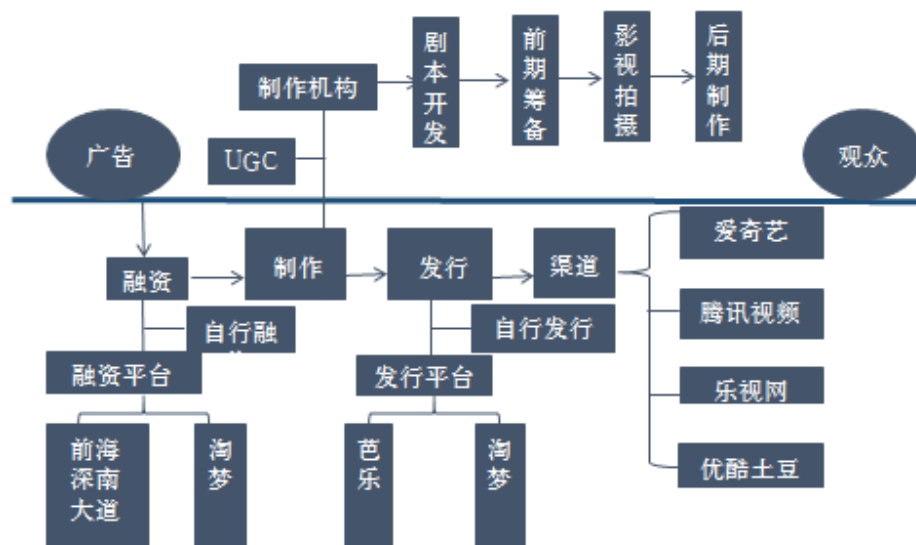 剧本开发
前期筹备
影视拍摄
后期制作
制作机构
UGC
广告
观众
融资
制作
发行
渠道
爱奇艺
腾讯视频
乐视网
优酷土豆
自行融
自行发行
融资平台
发行平台
前海
深南
大道
淘梦
芭乐
淘梦